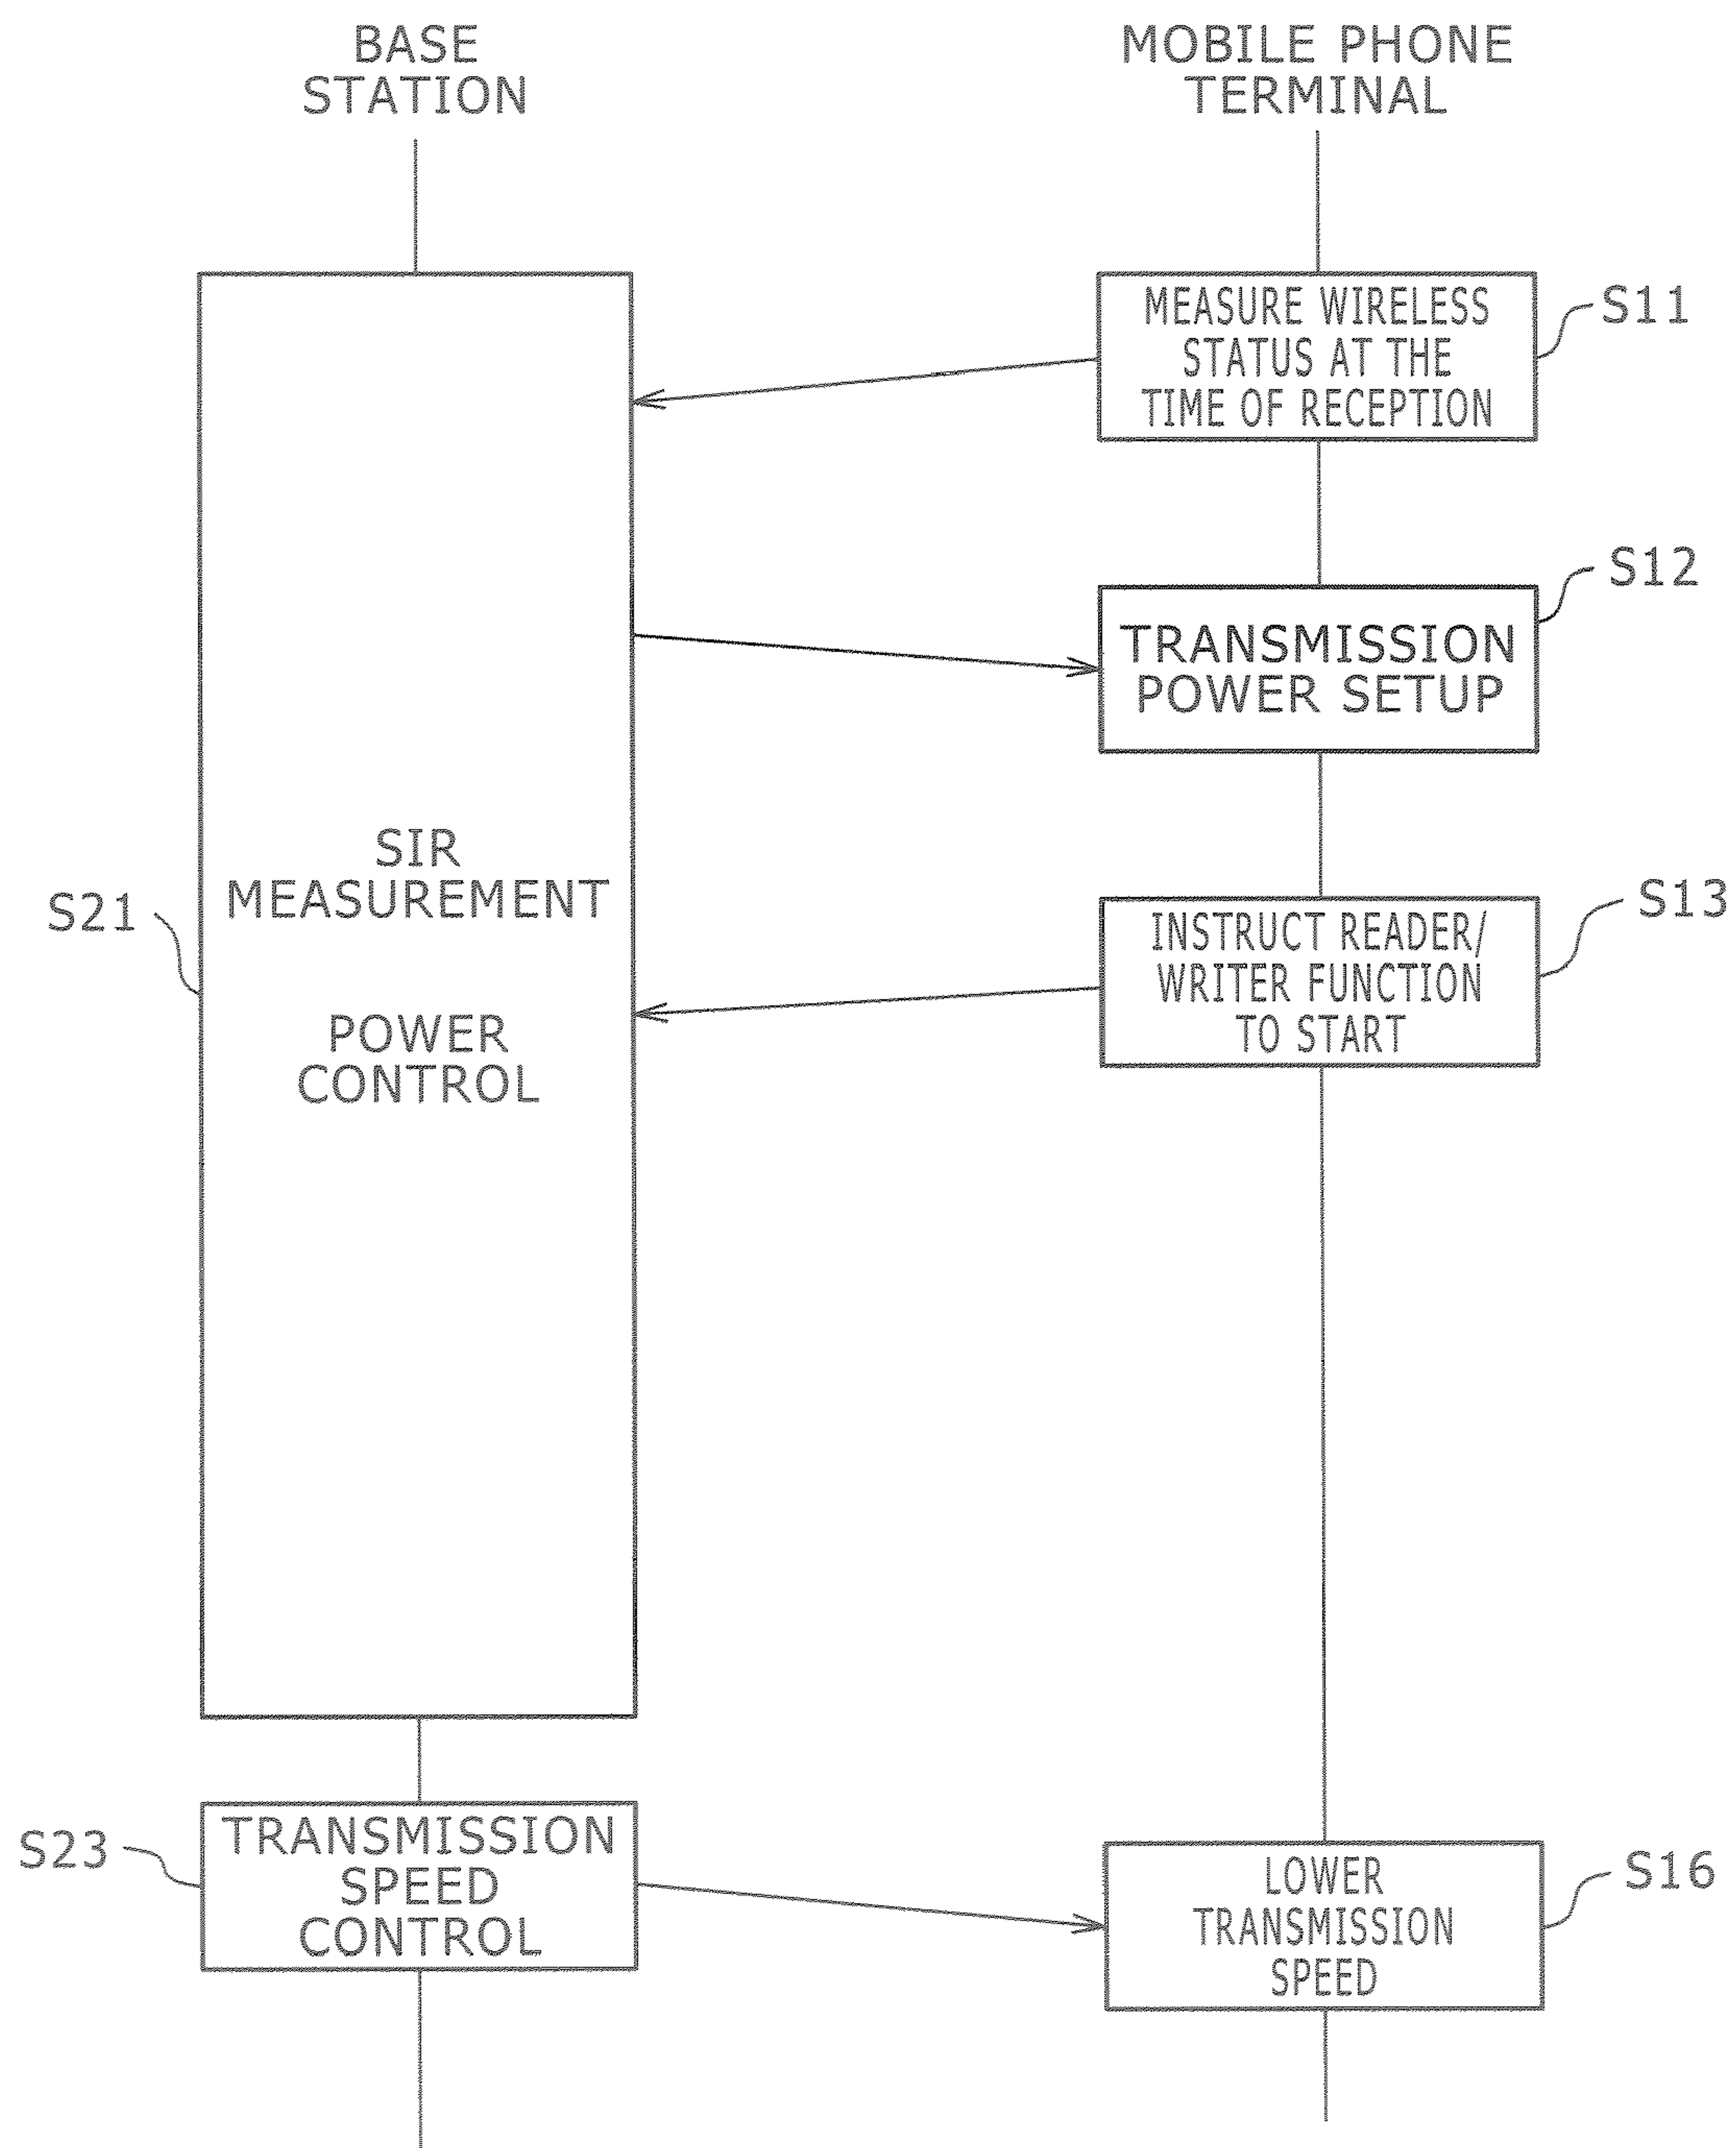 BASE
STATION
MOBILE PHONE
TERMINAL
MEASURE WIRELESS
STATUS AT THE
TIME OF RECEPTION
S11
S12
TRANSMISSION
POWER SETUP
SIR
MEASUREMENT
POWER
CONTROL
S21
S13
INSTRUCT READER/
WRITER FUNCTION
TO START
S23
TRANSMISSION
SPEED
CONTROL
S16
LOWER
TRANSMISSION
SPEED